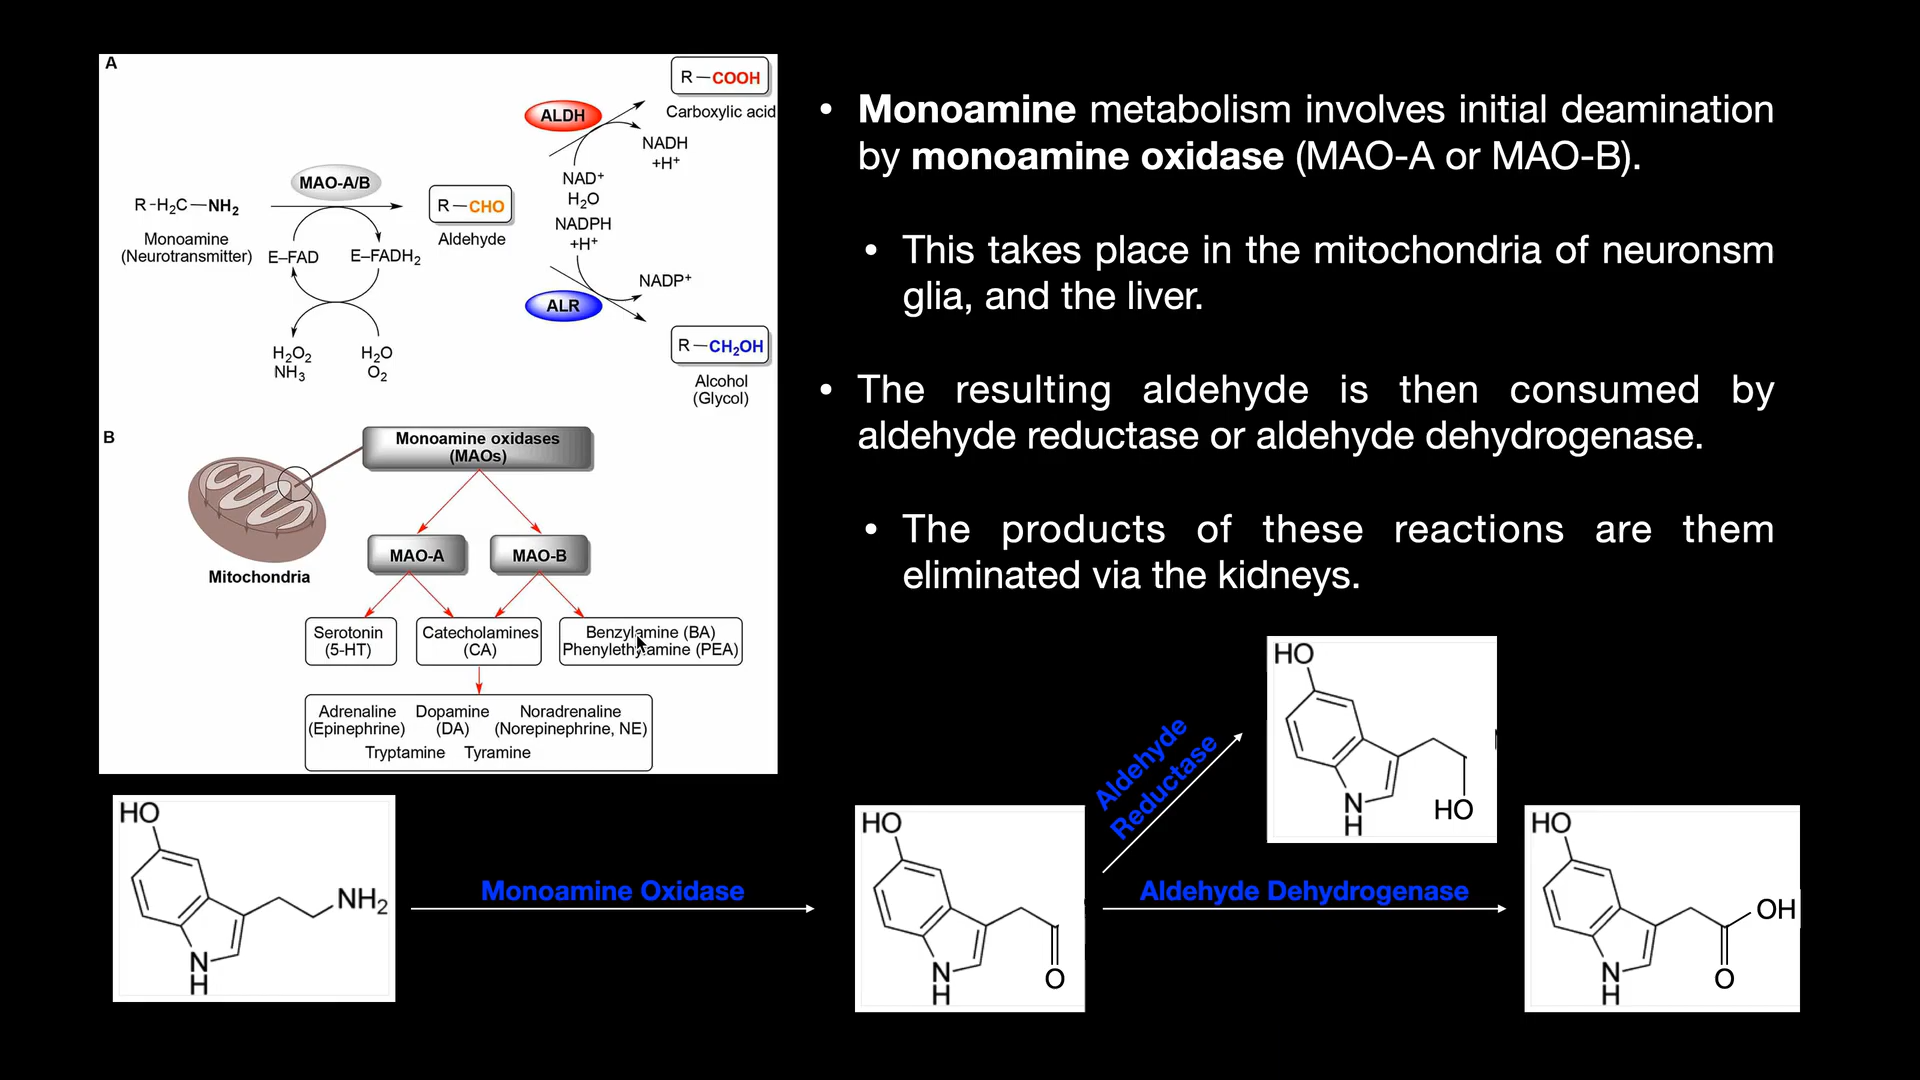 A
R—COOH
Carboxylic acid
ALDH
NADH
+H⁺
NAD⁺
H₂O
MAO-A/B
R-H₂C—NH₂
R—CHO
Monoamine
(Neurotransmitter)
E–FAD
E–FADH₂
Aldehyde
NADPH
+H⁺
NADP⁺
ALR
R—CH₂OH
H₂O₂
NH₃
H₂O
O₂
Alcohol
(Glycol)
B
Monoamine oxidases
(MAOs)
MAO-A
MAO-B
Mitochondria
Serotonin
(5-HT)
Catecholamines
(CA)
Benzylamine (BA)
Phenylethylamine (PEA)
Adrenaline
(Epinephrine)
Dopamine
(DA)
Noradrenaline
(Norepinephrine, NE)
Tryptamine
Tyramine
• Monoamine metabolism involves initial deamination
by monoamine oxidase (MAO-A or MAO-B).
• This takes place in the mitochondria of neuronsm
glia, and the liver.
• The resulting aldehyde is then consumed by
aldehyde reductase or aldehyde dehydrogenase.
• The products of these reactions are them
eliminated via the kidneys.
HO
NH₂
N
H
Monoamine Oxidase
HO
O
N
H
Aldehyde
Reductase
HO
HO
N
H
Aldehyde Dehydrogenase
HO
OH
O
N
H